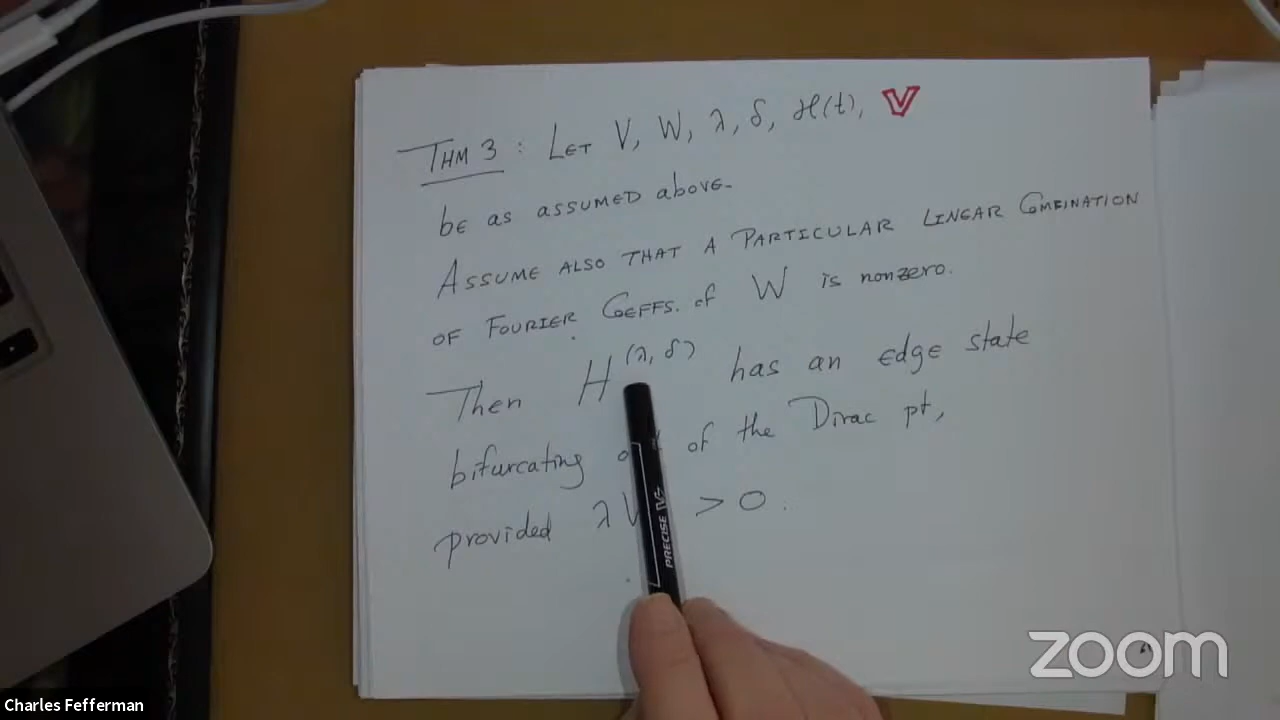 THM 3 : LET V, W, λ, δ, H(t), V
be as assumed above.
ASSUME ALSO THAT A PARTICULAR LINEAR COMBINATION
OF FOURIER COEFFS. of W is nonzero.
Then H^(λ, δ) has an edge state
bifurcating of the Dirac pt,
provided λ > 0.
PRECISE V5
zoom
Charles Fefferman